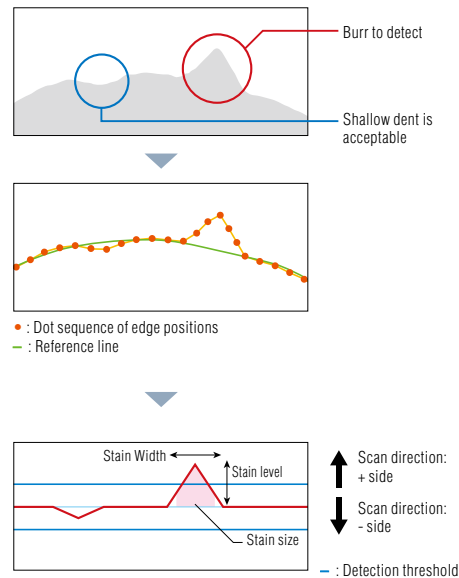 Burr to detect
Shallow dent is
acceptable
● : Dot sequence of edge positions
– : Reference line
Stain Width
Stain level
Stain size
Scan direction:
+ side
Scan direction:
- side
– : Detection threshold